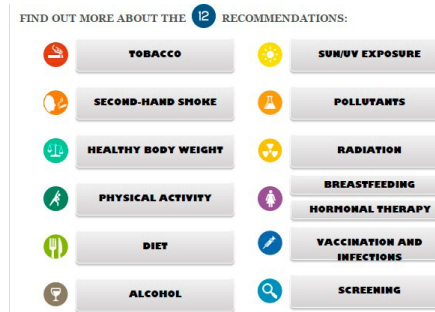 FIND OUT MORE ABOUT THE 12 RECOMMENDATIONS:
TOBACCO
SECOND-HAND SMOKE
HEALTHY BODY WEIGHT
PHYSICAL ACTIVITY
DIET
ALCOHOL
SUN/UV EXPOSURE
POLLUTANTS
RADIATION
BREASTFEEDING
HORMONAL THERAPY
VACCINATION AND
INFECTIONS
SCREENING